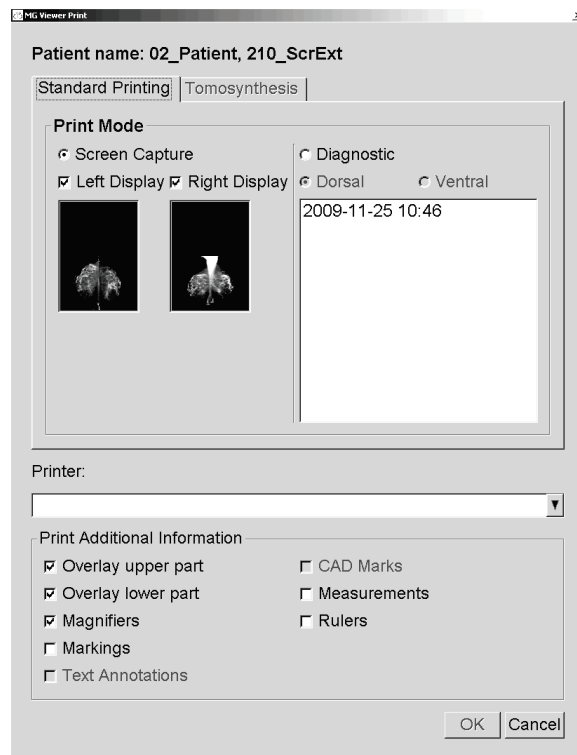 MG Viewer Print
Patient name: 02_Patient, 210_ScrExt
Standard Printing Tomosynthesis
Print Mode
Screen Capture
Left Display Right Display
Diagnostic
Dorsal Ventral
2009-11-25 10:46
Printer:
Print Additional Information
Overlay upper part
Overlay lower part
Magnifiers
Markings
Text Annotations
CAD Marks
Measurements
Rulers
OK Cancel